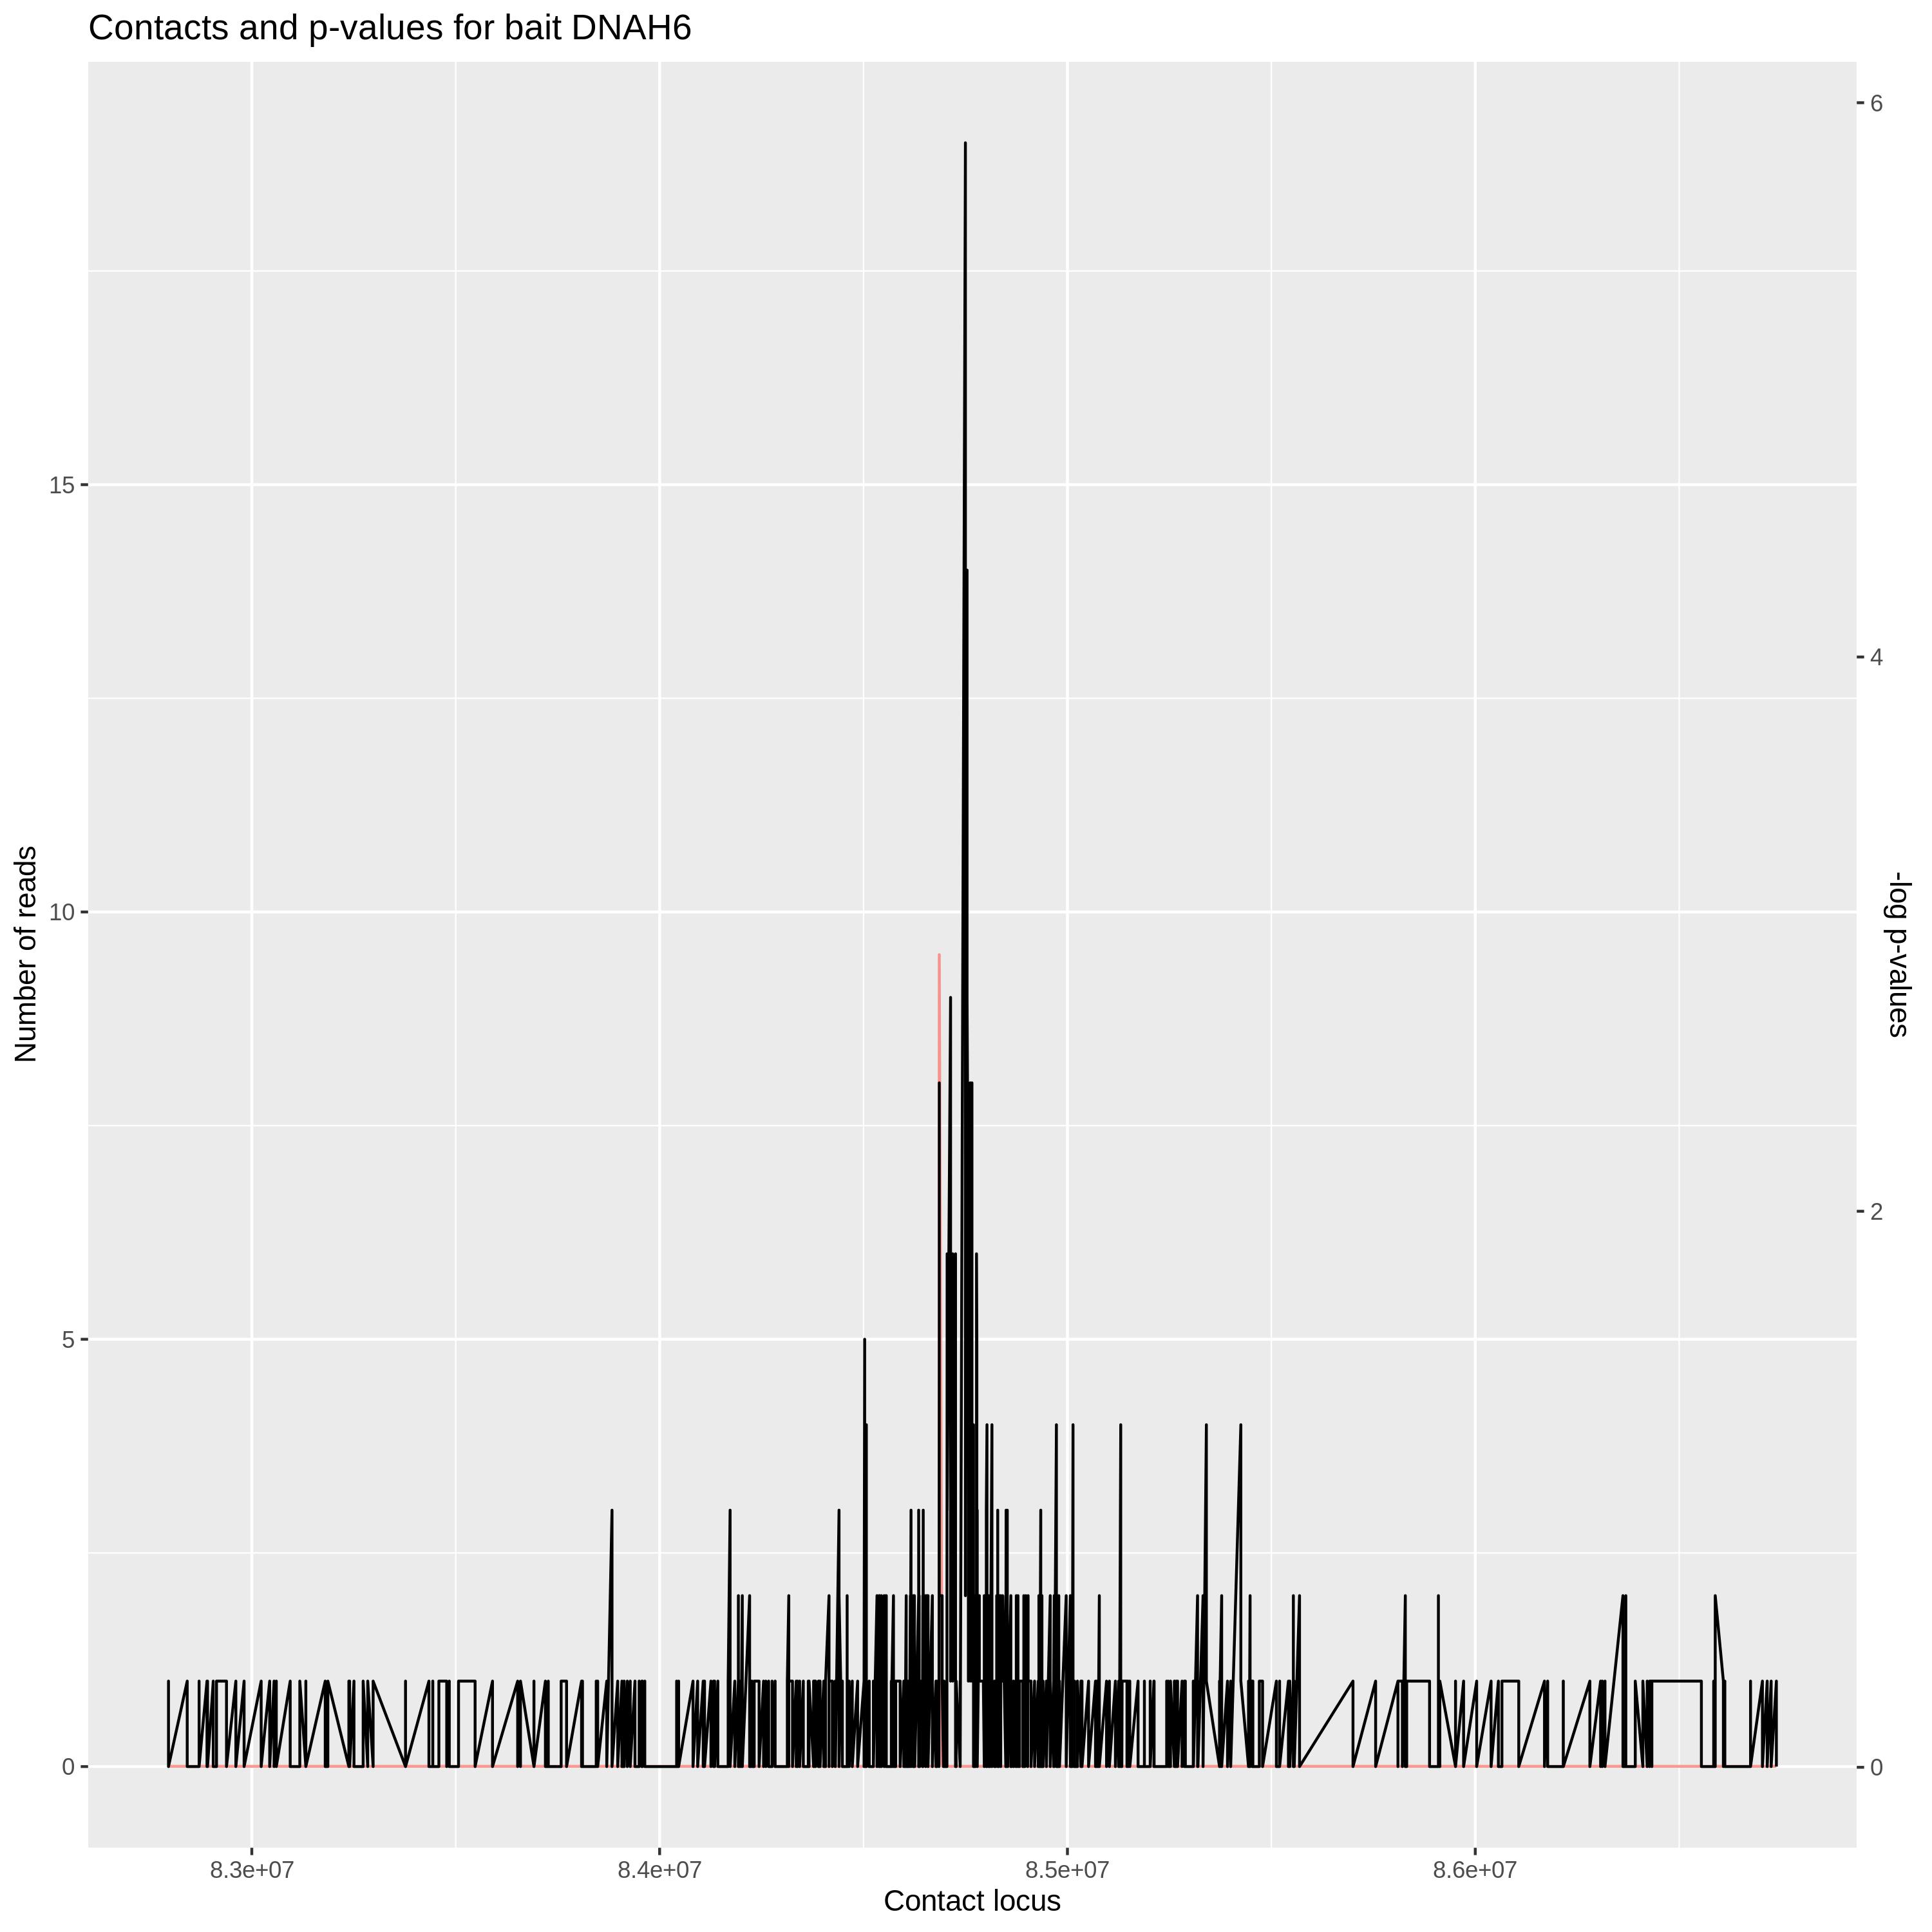 Contacts and p-values for bait DNAH6
6
15
4
10
Number of reads
-log p-values
2
5
0
0
8.3e+07
8.4e+07
8.5e+07
8.6e+07
Contact locus